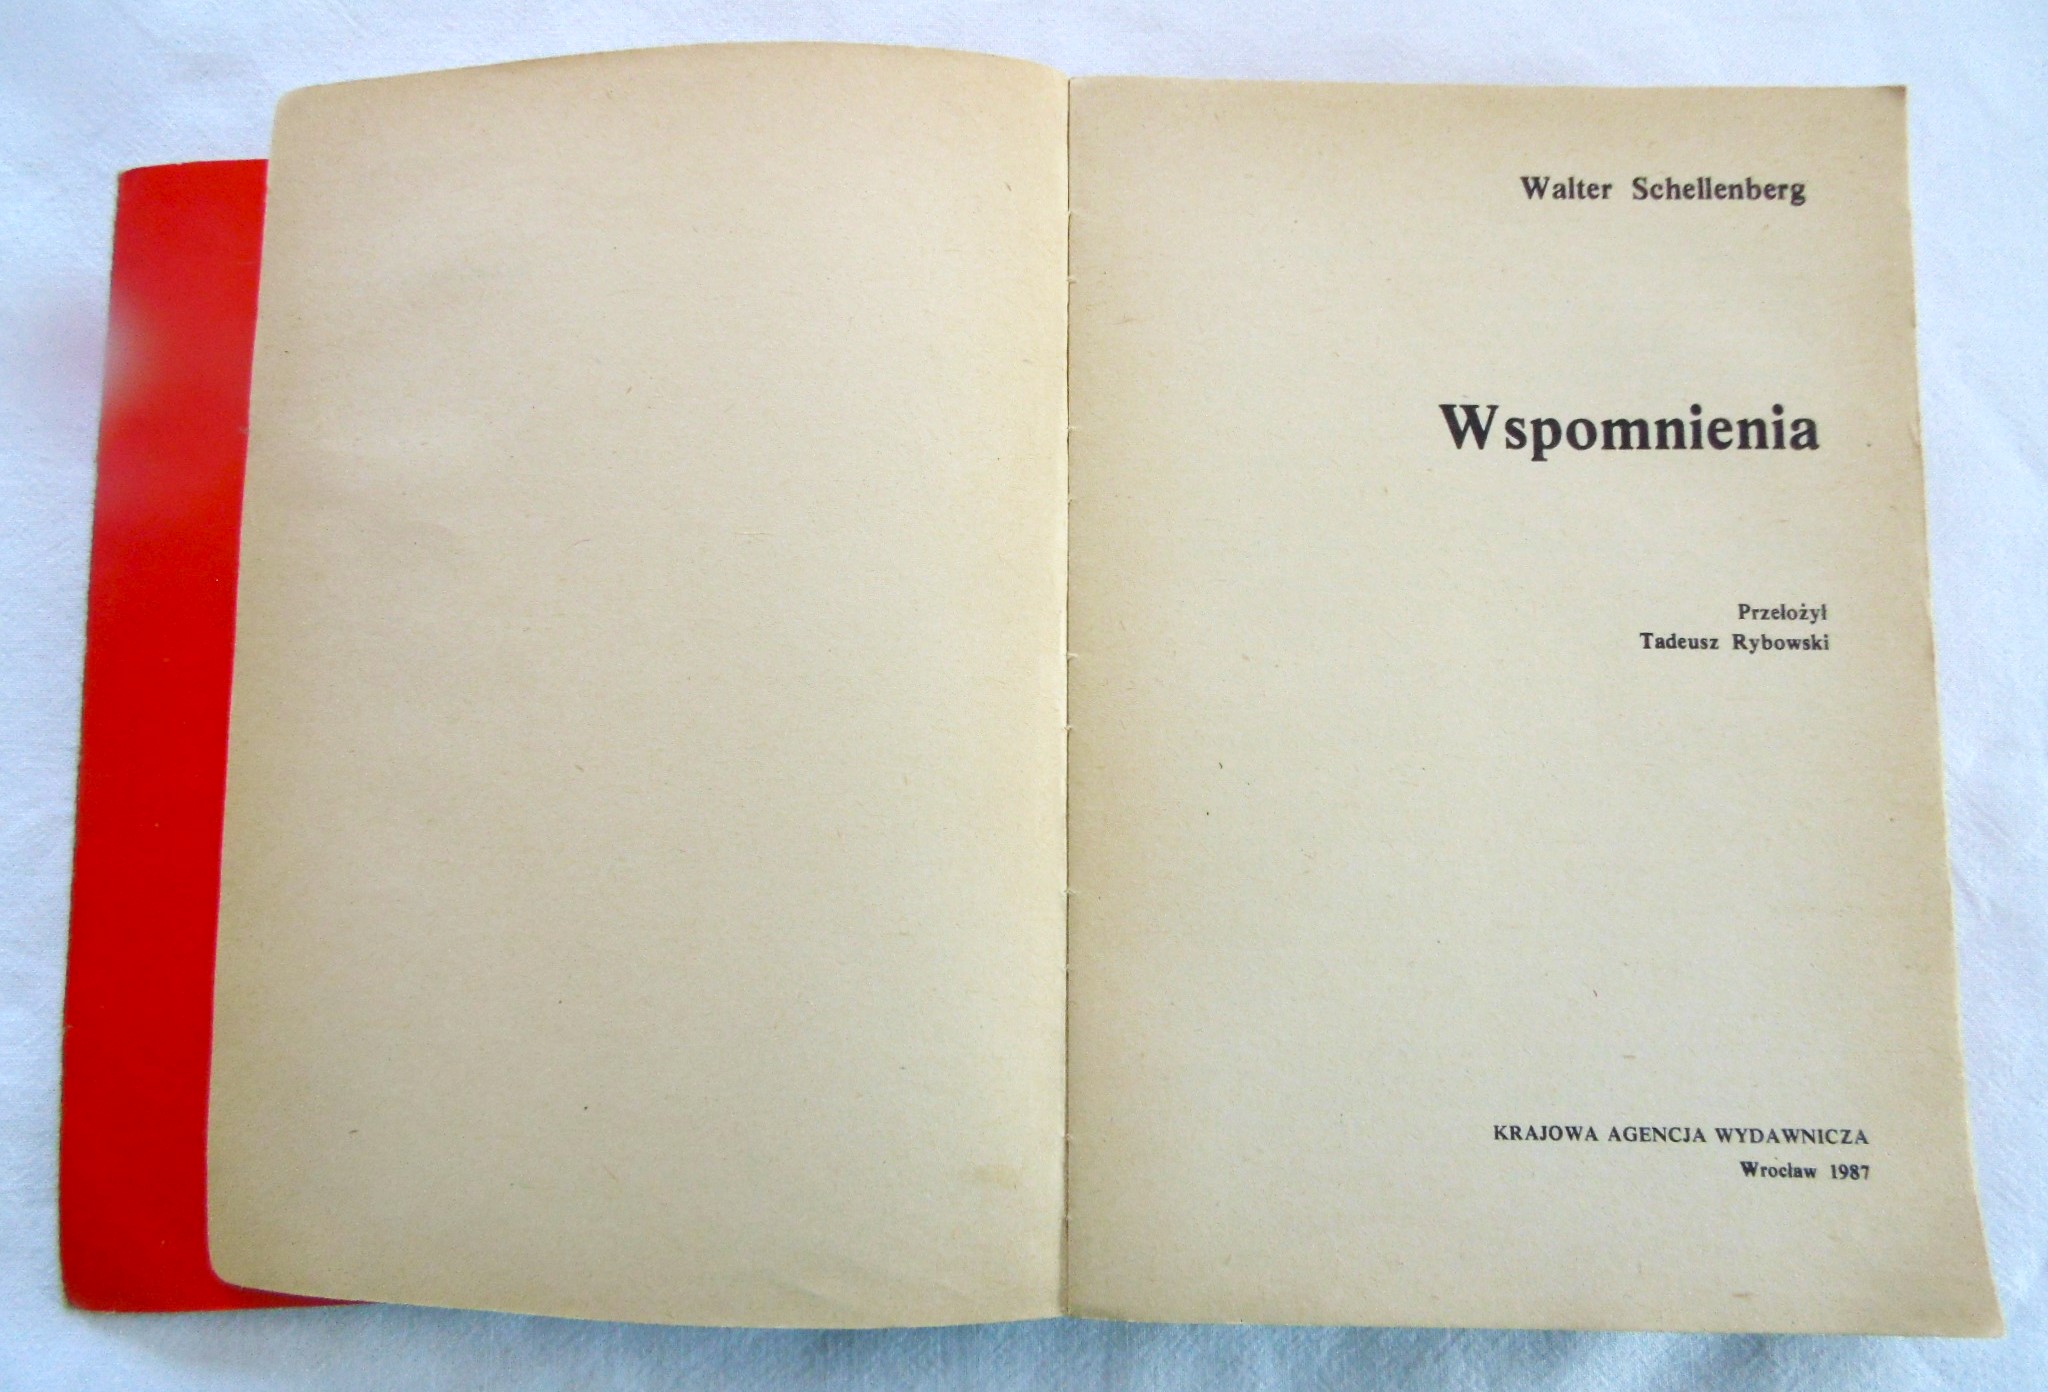 Walter Schellenberg
Wspomnienia
Przełożył
Tadeusz Rybowski
KRAJOWA AGENCJA WYDAWNICZA
Wrocław 1987